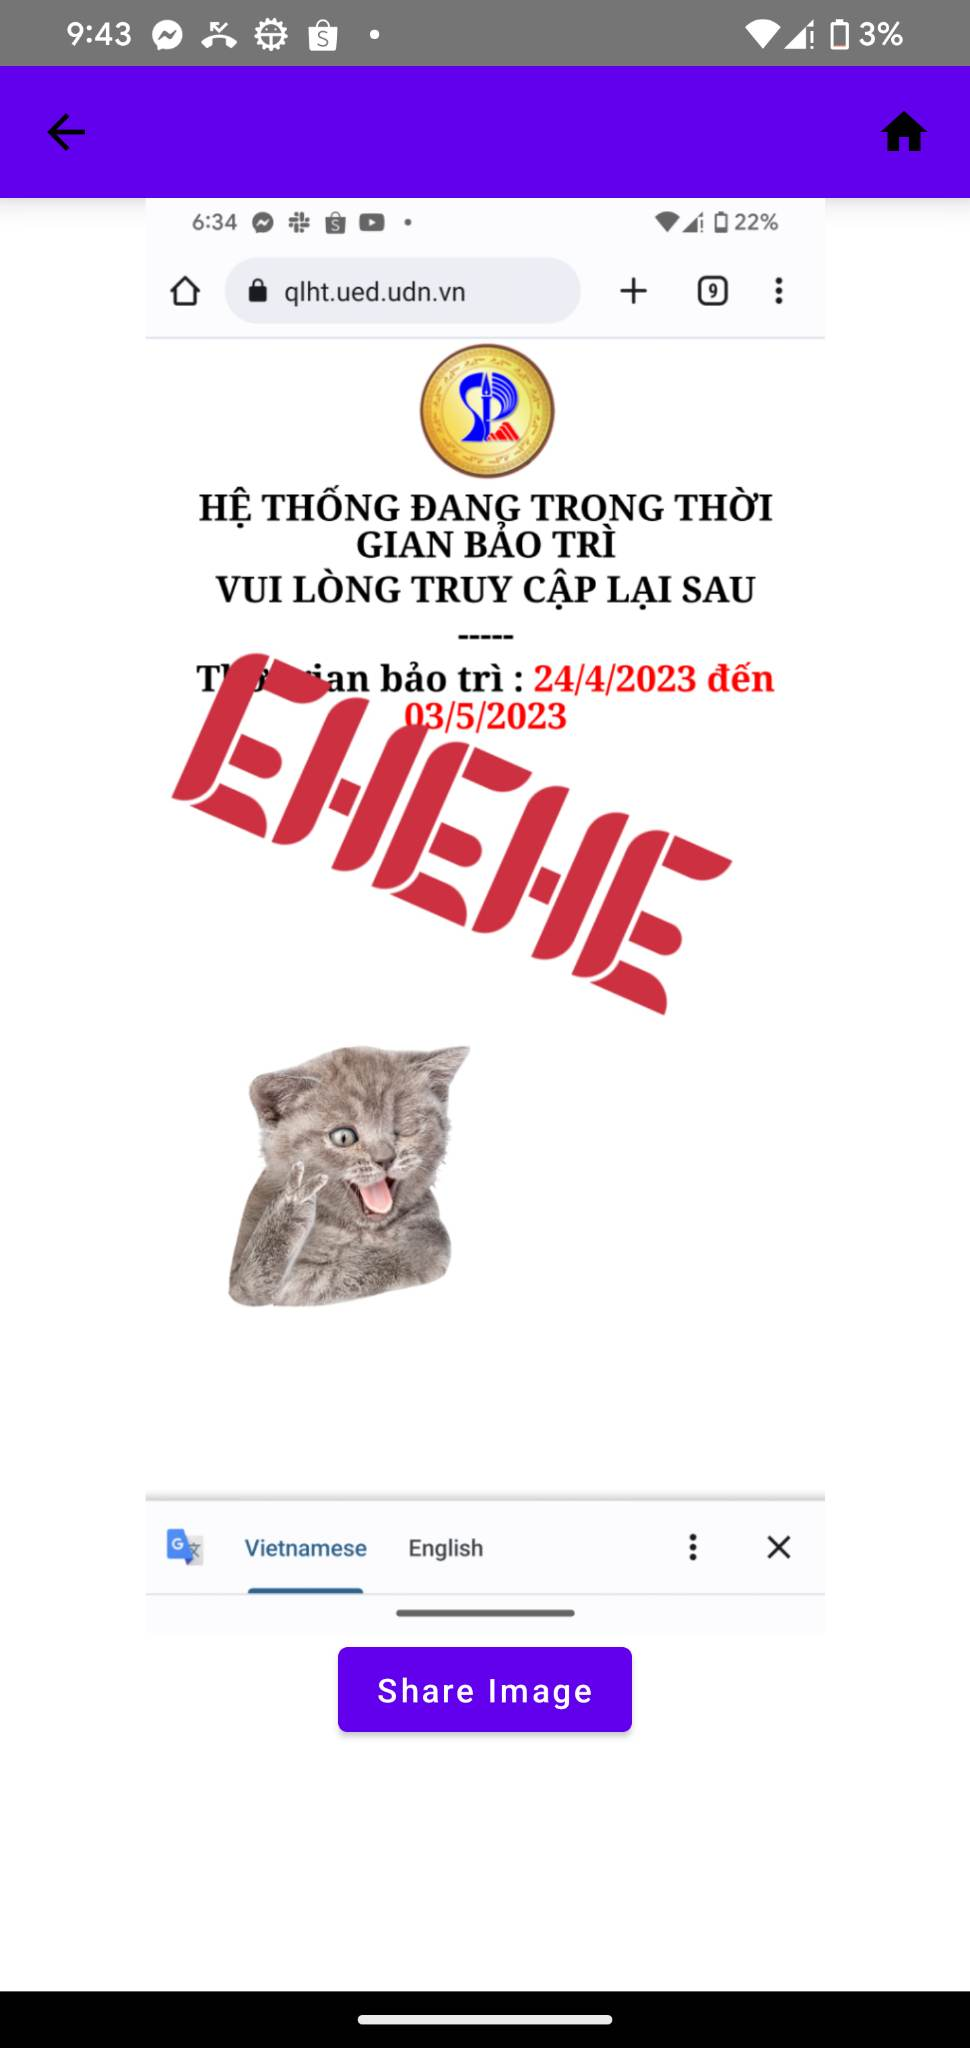 9:43
3%
6:34
22%
qlht.ued.udn.vn
9
HỆ THỐNG ĐANG TRONG THỜI
GIAN BẢO TRÌ
VUI LÒNG TRUY CẬP LẠI SAU
-----
gian bảo trì : 24/4/2023 đến
03/5/2023
EHEHE
Vietnamese
English
Share Image